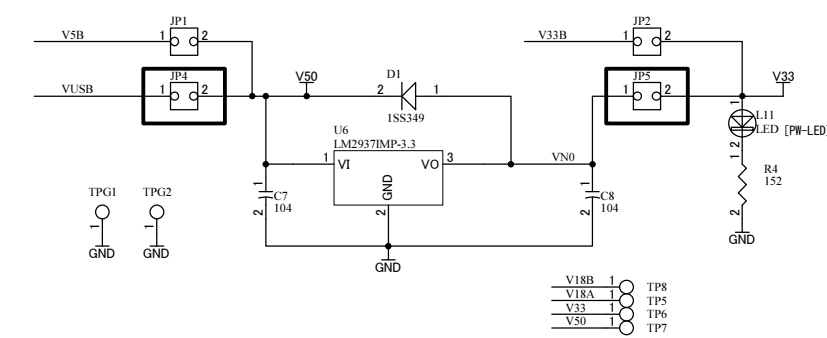 JP1
V5B 1 2
JP4
VUSB 1 2
V50
D1
2 1
1SS349
U6
LM2937IMP-3.3
1 VI VO 3
GND
2
1
C7
104
2
GND
VN0
1
C8
104
2
JP2
V33B 1 2
JP5
1 2
V33
1
L11
LED [PW-LED]
2
1
R4
152
2
GND
TPG1 TPG2
1 1
GND GND
V18B 1 TP8
V18A 1 TP5
V33 1 TP6
V50 1 TP7